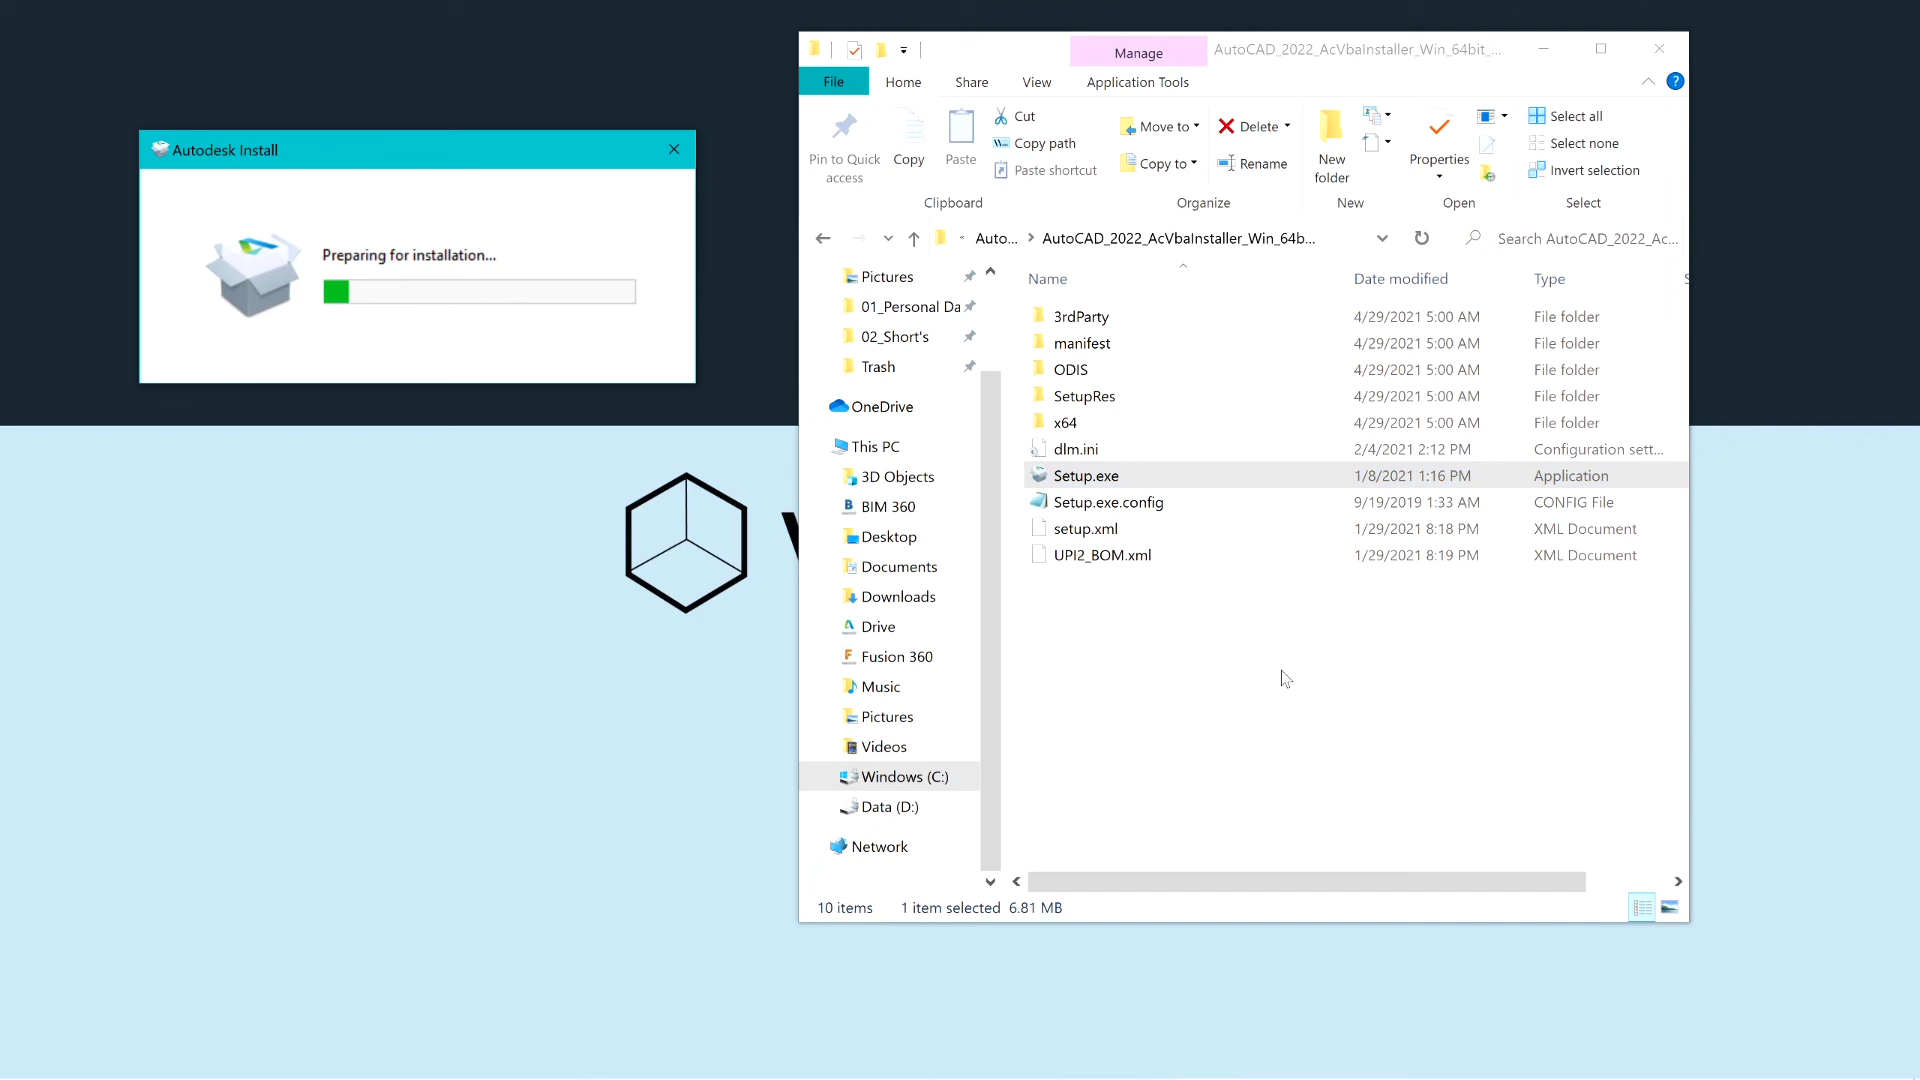 Autodesk Install
Preparing for installation...
Manage
AutoCAD_2022_AcVbaInstaller_Win_64bit_...
File
Home
Share
View
Application Tools
?
Pin to Quick
access
Copy
Paste
Cut
Copy path
Paste shortcut
Move to
Copy to
Delete
Rename
New
folder
Properties
Select all
Select none
Invert selection
Clipboard
Organize
New
Open
Select
Auto...
AutoCAD_2022_AcVbaInstaller_Win_64b...
Search AutoCAD_2022_Ac...
Pictures
01_Personal Da
02_Short's
Trash
OneDrive
This PC
3D Objects
BIM 360
Desktop
Documents
Downloads
Drive
Fusion 360
Music
Pictures
Videos
Windows (C:)
Data (D:)
Network
Name Date modified Type
3rdParty 4/29/2021 5:00 AM File folder
manifest 4/29/2021 5:00 AM File folder
ODIS 4/29/2021 5:00 AM File folder
SetupRes 4/29/2021 5:00 AM File folder
x64 4/29/2021 5:00 AM File folder
dlm.ini 2/4/2021 2:12 PM Configuration sett...
Setup.exe 1/8/2021 1:16 PM Application
Setup.exe.config 9/19/2019 1:33 AM CONFIG File
setup.xml 1/29/2021 8:18 PM XML Document
UPI2_BOM.xml 1/29/2021 8:19 PM XML Document
10 items 1 item selected 6.81 MB